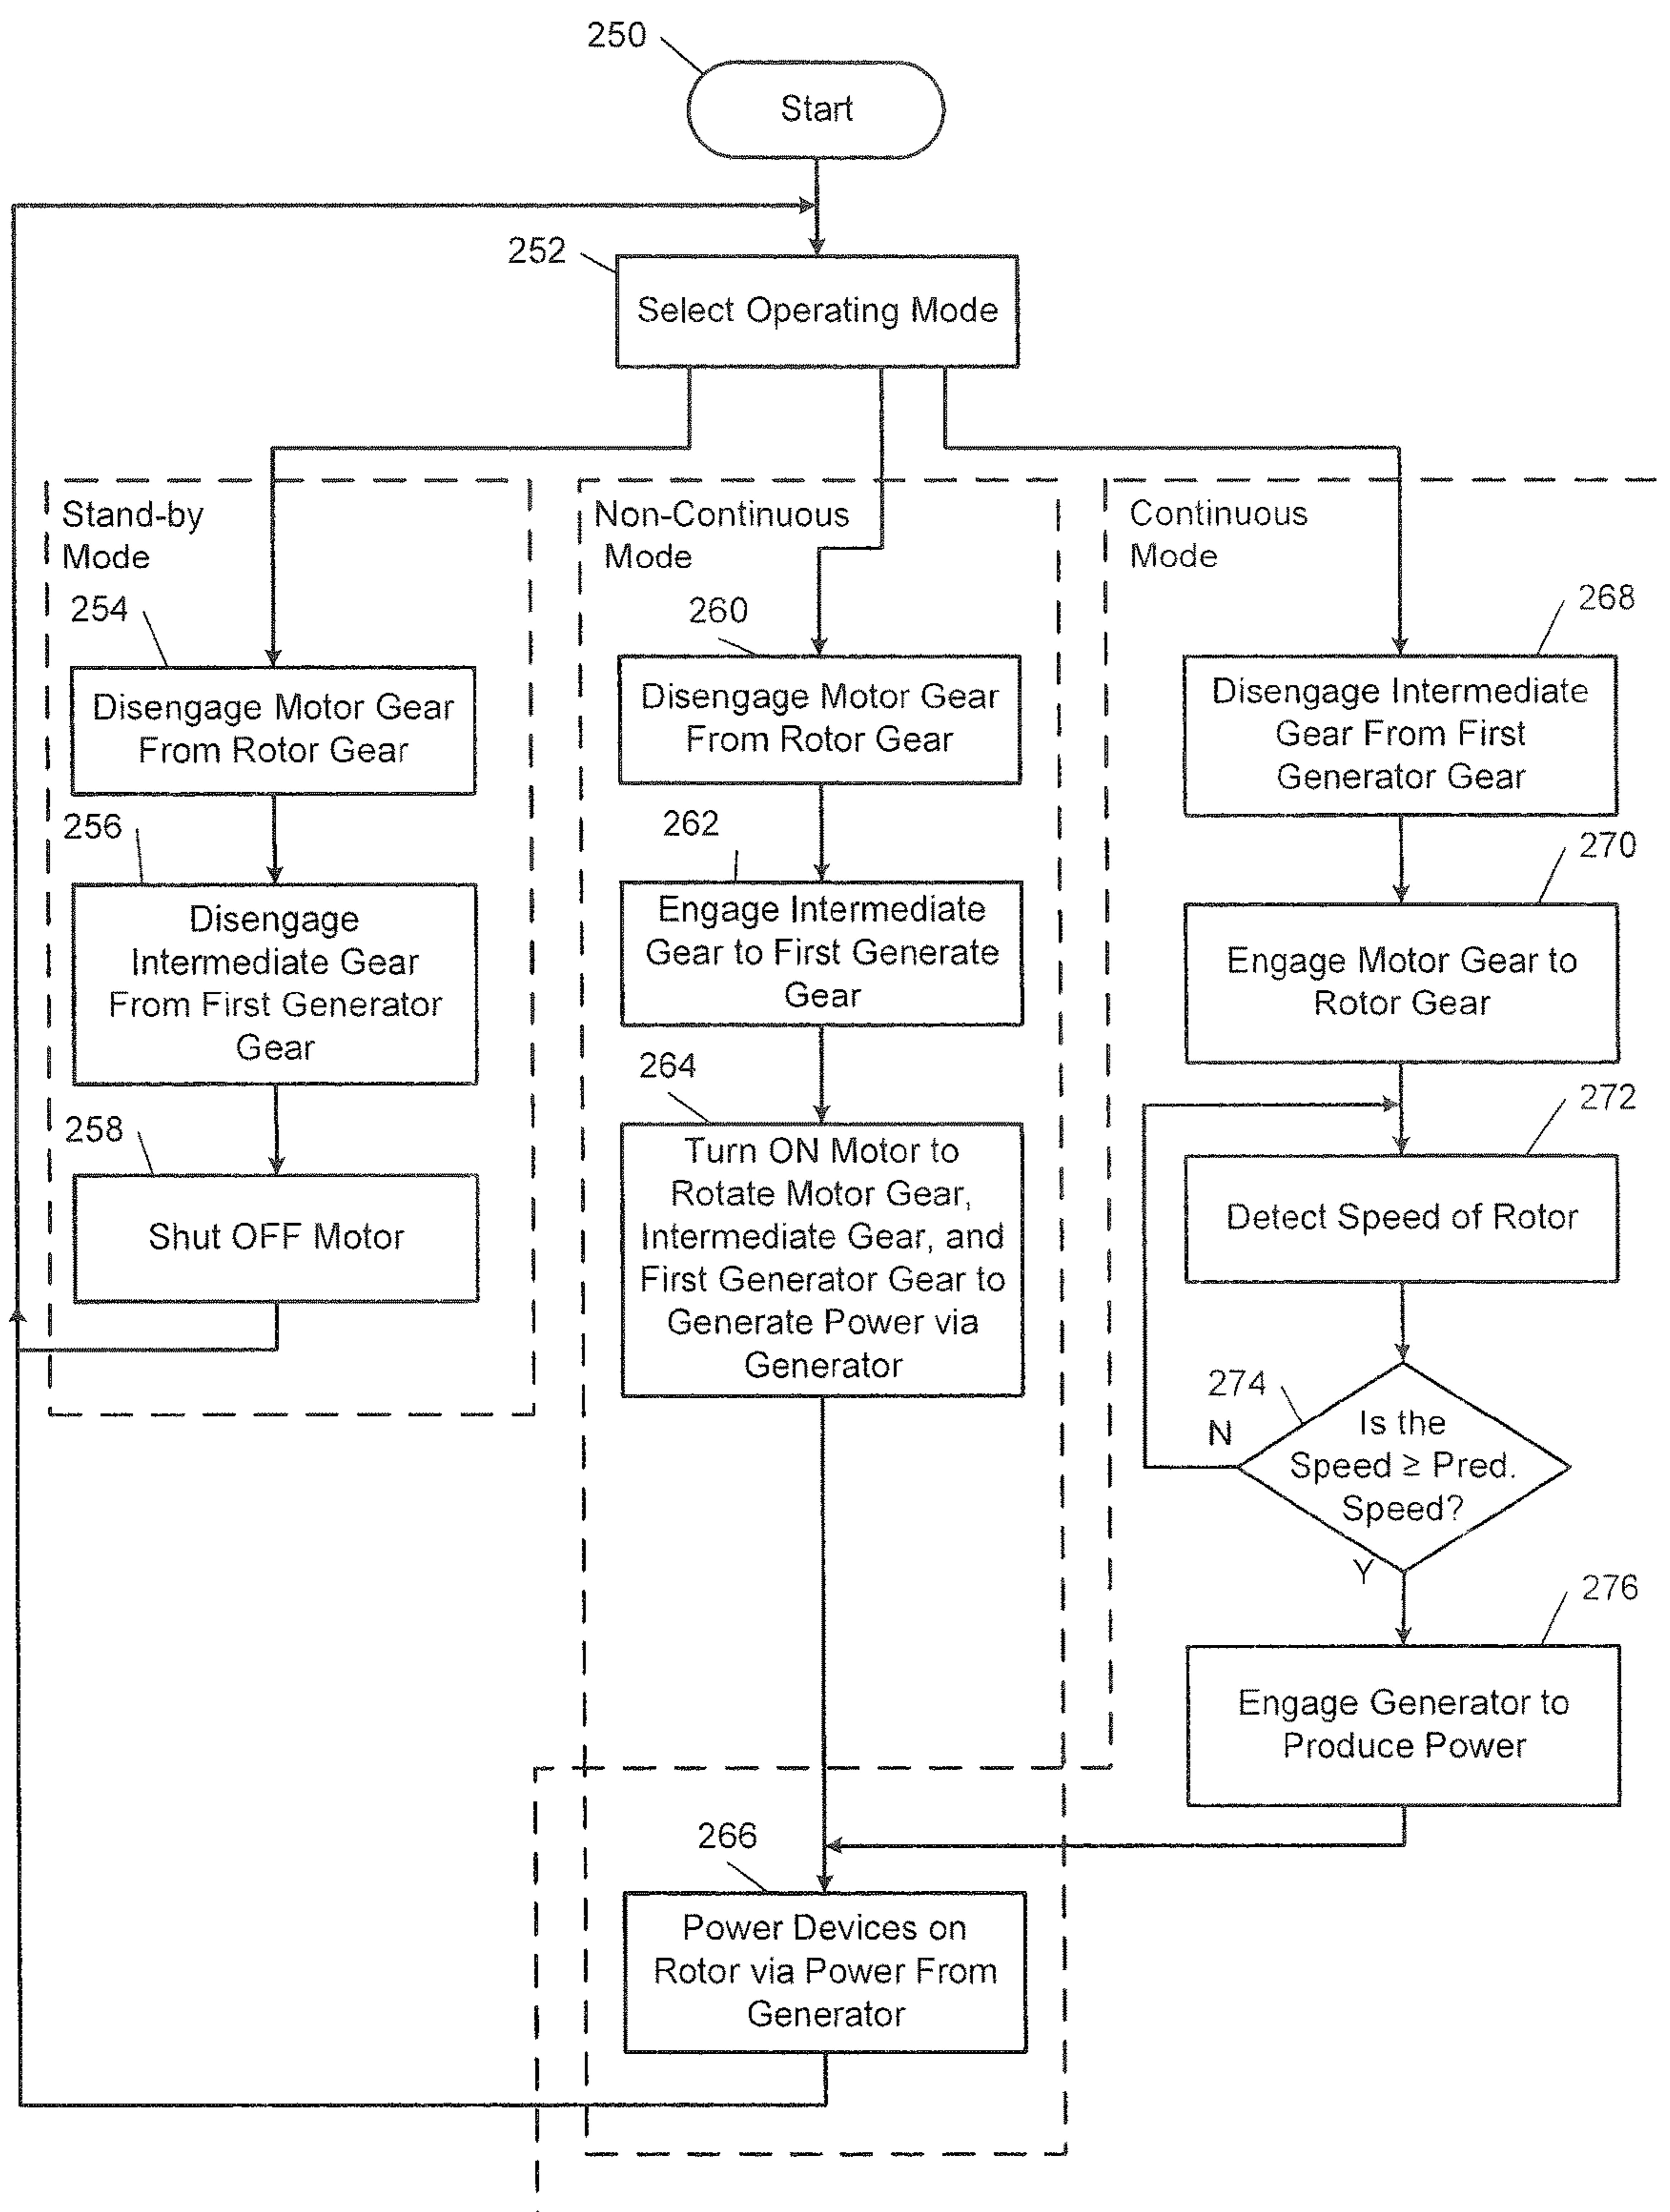 250
Start
252
Select Operating Mode
Stand-by
Mode
254
Disengage Motor Gear
From Rotor Gear
256
Disengage
Intermediate Gear
From First Generator
Gear
258
Shut OFF Motor
Non-Continuous
Mode
260
Disengage Motor Gear
From Rotor Gear
262
Engage Intermediate
Gear to First Generate
Gear
264
Turn ON Motor to
Rotate Motor Gear,
Intermediate Gear, and
First Generator Gear to
Generate Power via
Generator
266
Power Devices on
Rotor via Power From
Generator
Continuous
Mode
268
Disengage Intermediate
Gear From First
Generator Gear
270
Engage Motor Gear to
Rotor Gear
272
Detect Speed of Rotor
274
N
Is the
Speed ≥ Pred.
Speed?
Y
276
Engage Generator to
Produce Power